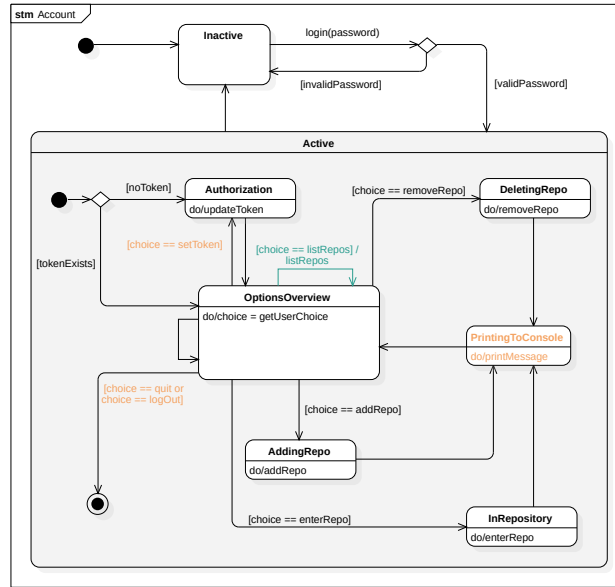 stm Account
Inactive
login(password)
[invalidPassword]
[validPassword]
Active
[noToken]
Authorization
do/updateToken
[choice == removeRepo]
DeletingRepo
do/removeRepo
[choice == setToken]
[choice == listRepos] /
listRepos
[tokenExists]
OptionsOverview
do/choice = getUserChoice
PrintingToConsole
do/printMessage
[choice == quit or
choice == logOut]
[choice == addRepo]
AddingRepo
do/addRepo
[choice == enterRepo]
InRepository
do/enterRepo